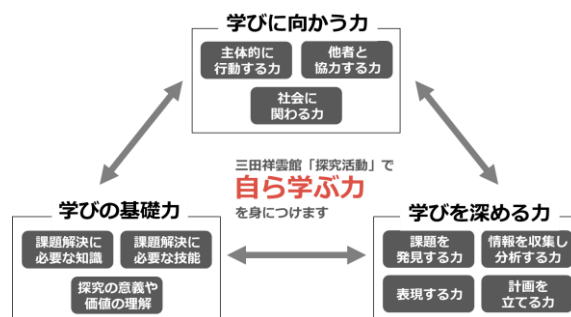 学びに向かう力
主体的に
行動する力
他者と
協力する力
社会に
関わる力
三田祥雲館「探究活動」で
自ら学ぶ力
を身につけます
学びの基礎力
課題解決に
必要な知識
課題解決に
必要な技能
探究の意義や
価値の理解
学びを深める力
課題を
発見する力
情報を収集し
分析する力
表現する力
計画を
立てる力